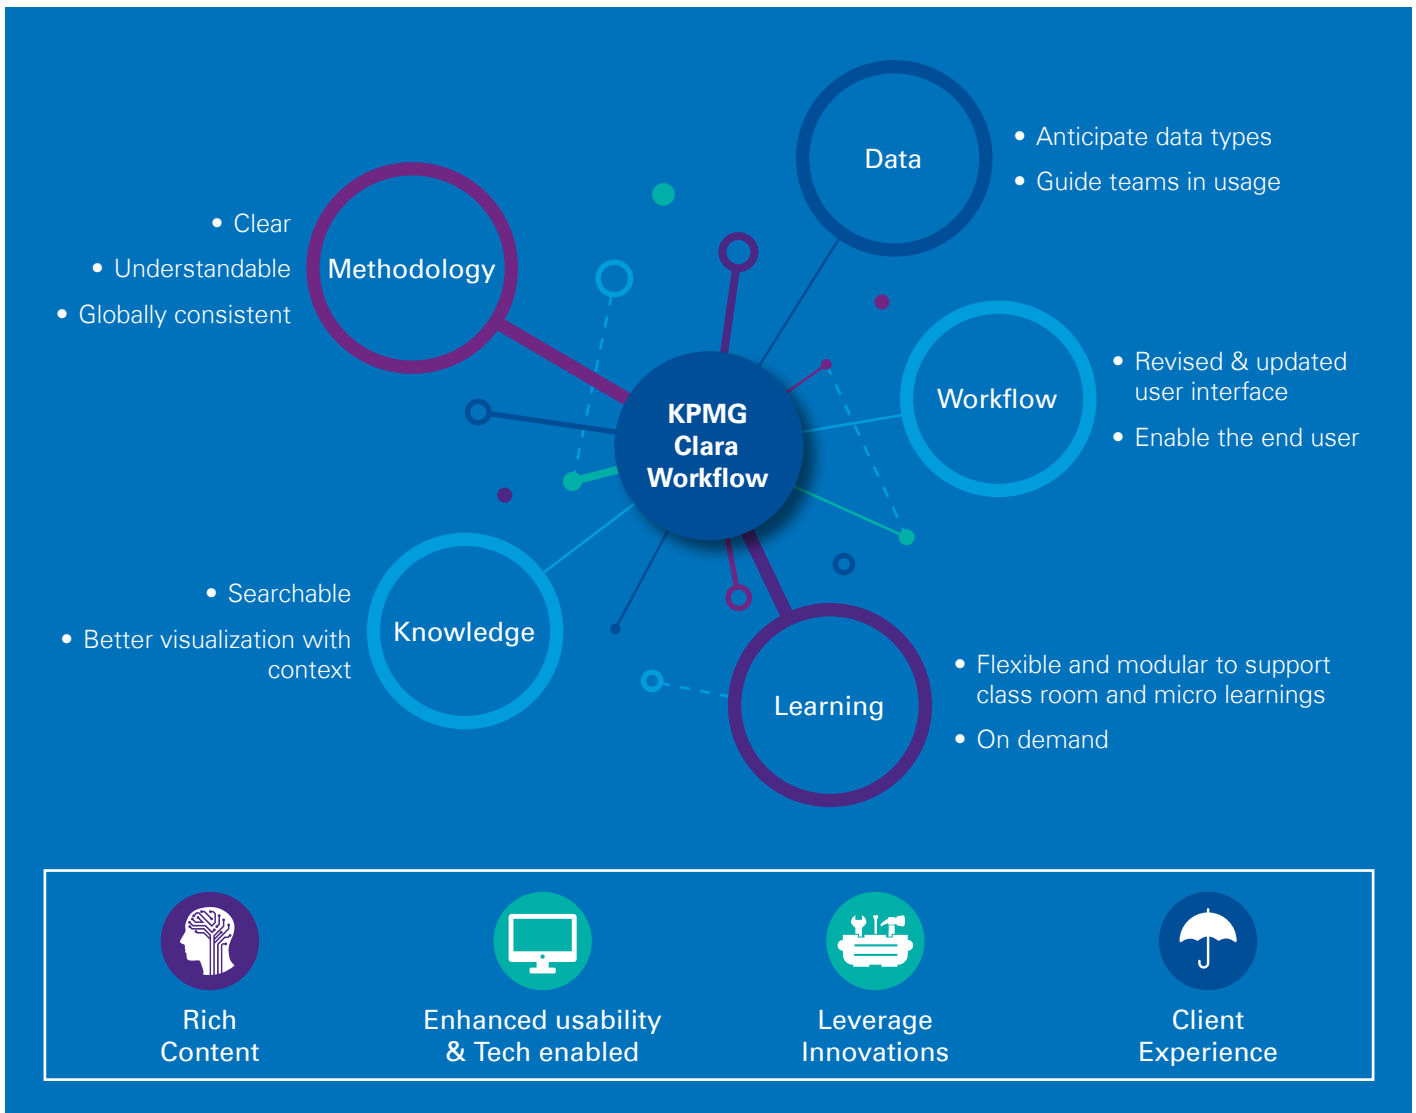 Data
• Anticipate data types
• Guide teams in usage
Methodology
• Clear
• Understandable
• Globally consistent
KPMG
Clara
Workflow
Workflow
• Revised & updated
user interface
• Enable the end user
Knowledge
• Searchable
• Better visualization with
context
Learning
• Flexible and modular to support
class room and micro learnings
• On demand
Rich
Content
Enhanced usability
& Tech enabled
Leverage
Innovations
Client
Experience